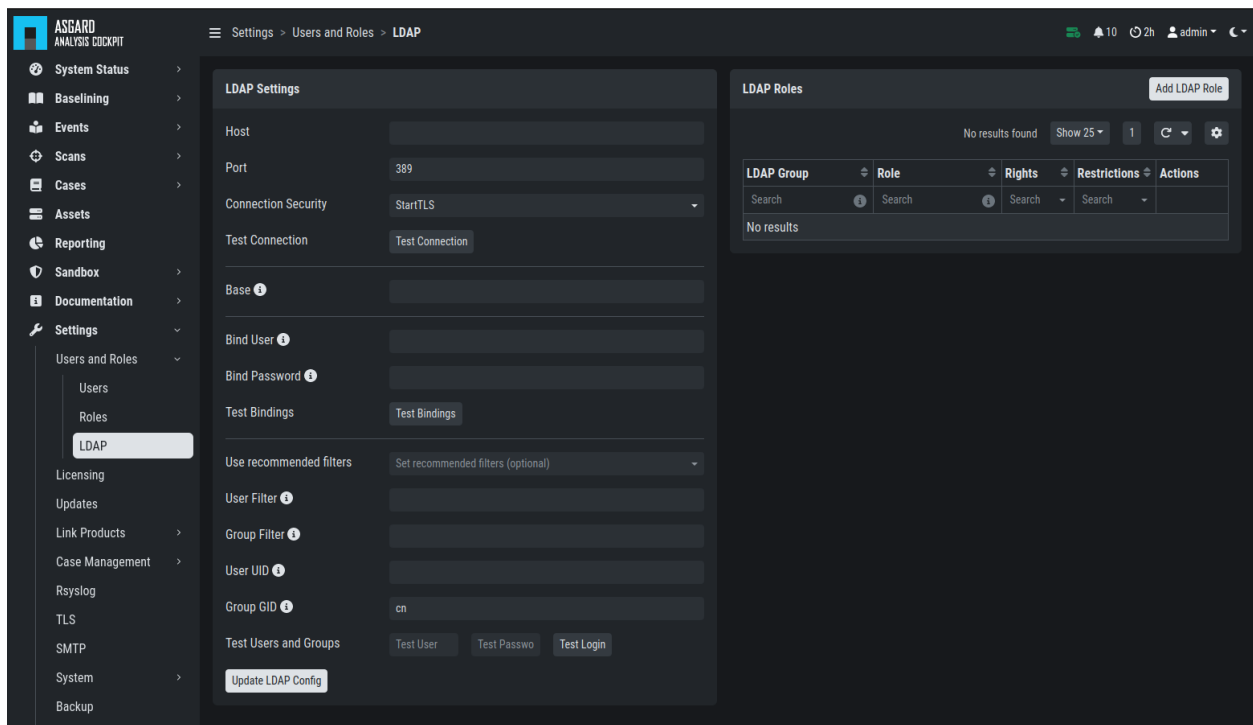 ASGARD
ANALYSIS COCKPIT
Settings > Users and Roles > LDAP
10
2h
admin
System Status
Baselining
Events
Scans
Cases
Assets
Reporting
Sandbox
Documentation
Settings
Users and Roles
Users
Roles
LDAP
Licensing
Updates
Link Products
Case Management
Rsyslog
TLS
SMTP
System
Backup
LDAP Settings
Host
Port 389
Connection Security StartTLS
Test Connection Test Connection
Base
Bind User
Bind Password
Test Bindings Test Bindings
Use recommended filters Set recommended filters (optional)
User Filter
Group Filter
User UID
Group GID cn
Test Users and Groups Test User Test Passwo Test Login
Update LDAP Config
LDAP Roles Add LDAP Role
No results found Show 25 1
LDAP Group Role Rights Restrictions Actions
Search Search Search Search
No results